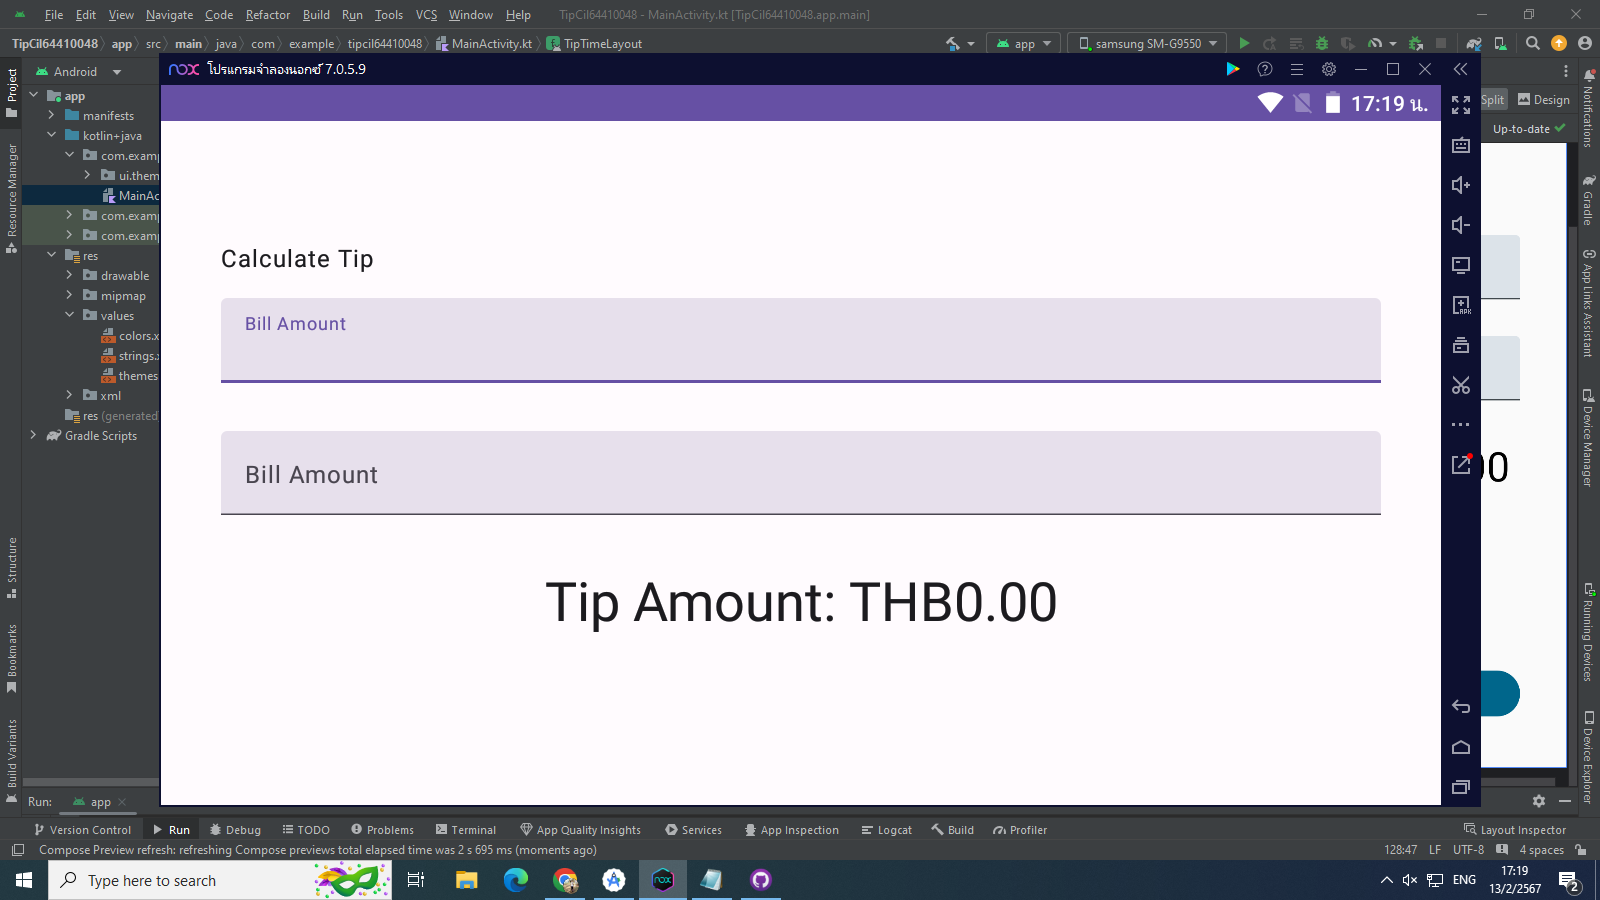 File Edit View Navigate Code Refactor Build Run Tools VCS Window Help TipCil64410048 - MainActivity.kt [TipCil64410048.app.main]
TipCil64410048 app src main java com example tipcil64410048 MainActivity.kt TipTimeLayout app samsung SM-G9550
Android
nox โปรแกรมจำลองนอกซ์ 7.0.5.9
17:19 น.
Split Design
Up-to-date
Project
Resource Manager
Structure
Bookmarks
Build Variants
app
manifests
kotlin+java
com.examp
ui.them
MainAc
com.examp
com.examp
res
drawable
mipmap
values
colors.x
strings.x
themes
xml
res (generated
Gradle Scripts
Calculate Tip
Bill Amount
Bill Amount
Tip Amount: THB0.00
APK
00
Notifications
Gradle
App Links Assistant
Device Manager
Running Devices
Device Explorer
Run: app
Version Control Run Debug TODO Problems Terminal App Quality Insights Services App Inspection Logcat Build Profiler Layout Inspector
Compose Preview refresh: refreshing Compose previews total elapsed time was 2 s 695 ms (moments ago) 128:47 LF UTF-8 4 spaces
Type here to search
nox
ENG
17:19
13/2/2567
2